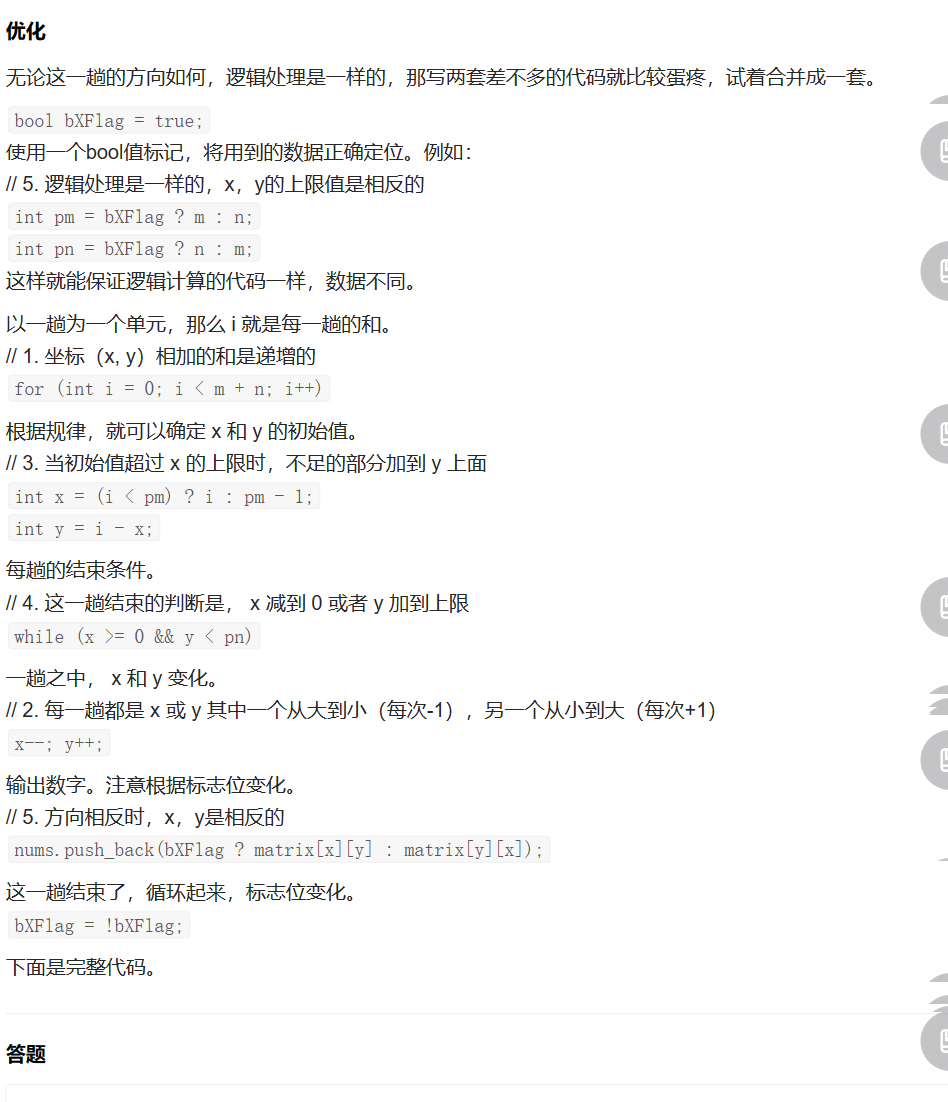 优化
无论这一趟的方向如何，逻辑处理是一样的，那写两套差不多的代码就比较蛋疼，试着合并成一套。
bool bXFlag = true;
使用一个bool值标记，将用到的数据正确定位。例如：
// 5. 逻辑处理是一样的，x，y的上限值是相反的
int pm = bXFlag ? m : n;
int pn = bXFlag ? n : m;
这样就能保证逻辑计算的代码一样，数据不同。
以一趟为一个单元，那么 i 就是每一趟的和。
// 1. 坐标（x, y）相加的和是递增的
for (int i = 0; i < m + n; i++)
根据规律，就可以确定 x 和 y 的初始值。
// 3. 当初始值超过 x 的上限时，不足的部分加到 y 上面
int x = (i < pm) ? i : pm - 1;
int y = i - x;
每趟的结束条件。
// 4. 这一趟结束的判断是， x 减到 0 或者 y 加到上限
while (x >= 0 && y < pn)
一趟之中， x 和 y 变化。
// 2. 每一趟都是 x 或 y 其中一个从大到小（每次-1），另一个从小到大（每次+1）
x--; y++;
输出数字。注意根据标志位变化。
// 5. 方向相反时，x，y是相反的
nums.push_back(bXFlag ? matrix[x][y] : matrix[y][x]);
这一趟结束了，循环起来，标志位变化。
bXFlag = !bXFlag;
下面是完整代码。
答题